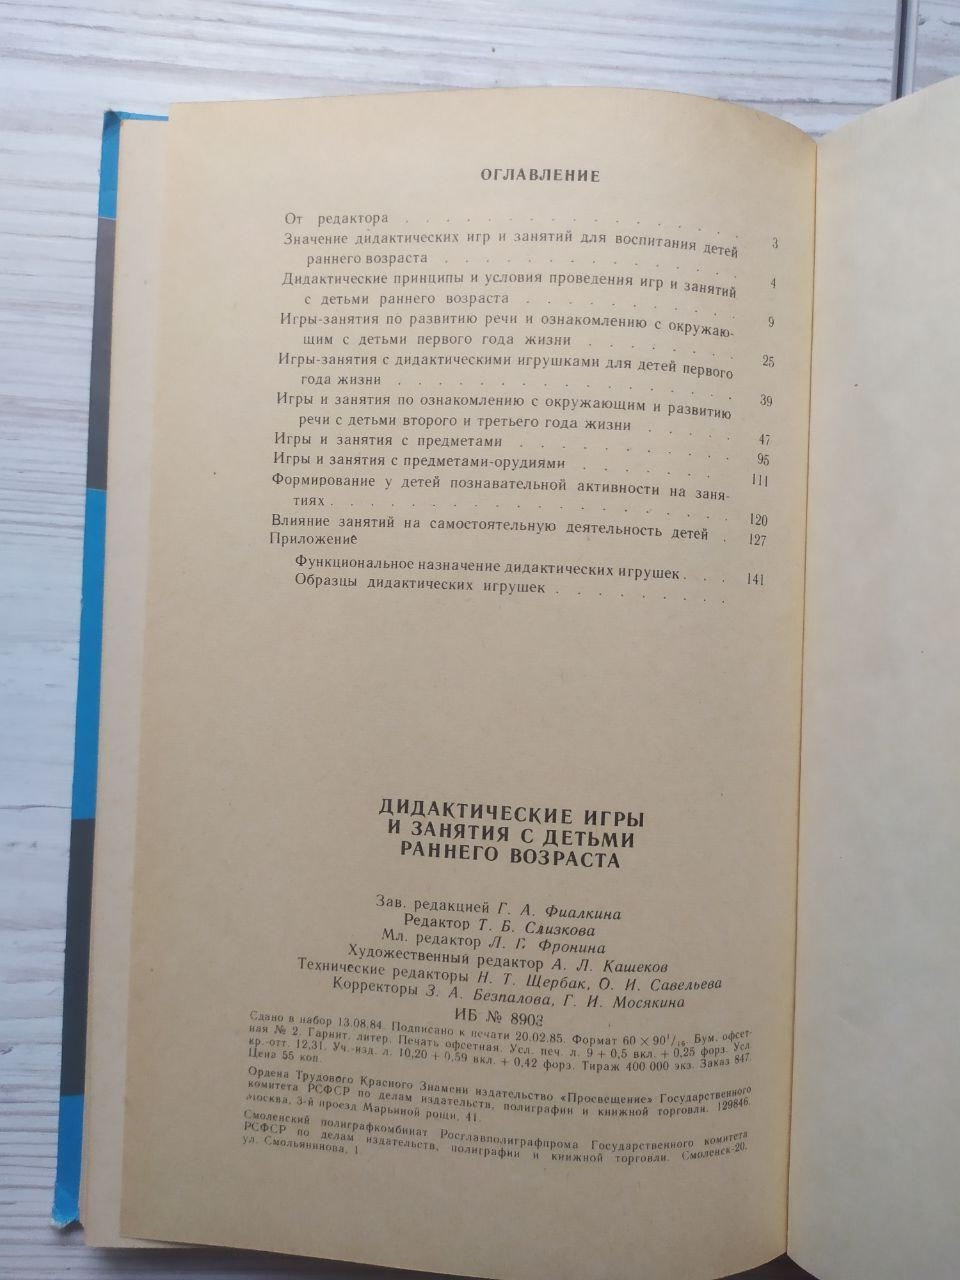 ОГЛАВЛЕНИЕ
От редактора . . . . . . . . . . . . . . 3
Значение дидактических игр и занятий для воспитания детей
раннего возраста . . . . . . . . . . . . 4
Дидактические принципы и условия проведения игр и занятий
с детьми раннего возраста . . . . . . . . . 9
Игры-занятия по развитию речи и ознакомлению с окружаю-
щим с детьми первого года жизни . . . . . . 25
Игры-занятия с дидактическими игрушками для детей первого
года жизни . . . . . . . . . . . . . . 39
Игры и занятия по ознакомлению с окружающим и развитию
речи с детьми второго и третьего года жизни . . . . 47
Игры и занятия с предметами . . . . . . . . . 95
Игры и занятия с предметами-орудиями . . . . . . 111
Формирование у детей познавательной активности на заня-
тиях . . . . . . . . . . . . . . . . 120
Влияние занятий на самостоятельную деятельность детей . 127
Приложение
Функциональное назначение дидактических игрушек . . . 141
Образцы дидактических игрушек . . . . . . .
ДИДАКТИЧЕСКИЕ ИГРЫ
И ЗАНЯТИЯ С ДЕТЬМИ
РАННЕГО ВОЗРАСТА
Зав. редакцией Г. А. Фиалкина
Редактор Т. Б. Слизкова
Мл. редактор Л. Г. Фронина
Художественный редактор А. Л. Кашеков
Технические редакторы Н. Т. Щербак, О. И. Савельева
Корректоры З. А. Безпалова, Г. И. Мосякина
ИБ № 8903
Сдано в набор 13.08.84. Подписано к печати 20.02.85. Формат 60 × 90¹/₁₆. Бум. офсет-
ная № 2. Гарнит. литер. Печать офсетная. Усл. печ. л. 9 + 0,5 вкл. + 0,25 форз. Усл
кр.-отт. 12,31. Уч.-изд. л. 10,20 + 0,59 вкл. + 0,42 форз. Тираж 400 000 экз. Заказ 847.
Цена 55 коп.
Ордена Трудового Красного Знамени издательство «Просвещение» Государственного
комитета РСФСР по делам издательств, полиграфии и книжной торговли. 129846.
Москва, 3-й проезд Марьиной рощи, 41.
Смоленский полиграфкомбинат Росглавполиграфпрома Государственного комитета
РСФСР по делам издательств, полиграфии и книжной торговли. Смоленск-20.
ул. Смольянинова, 1.